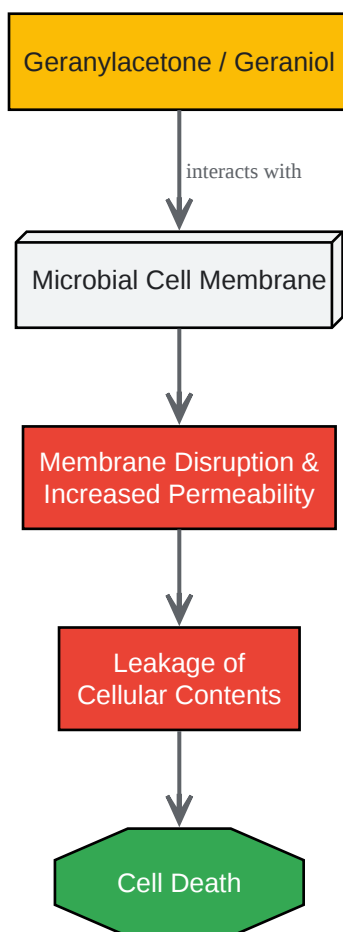 Geranylacetone / Geraniol
interacts with
Microbial Cell Membrane
Membrane Disruption &
Increased Permeability
Leakage of
Cellular Contents
Cell Death